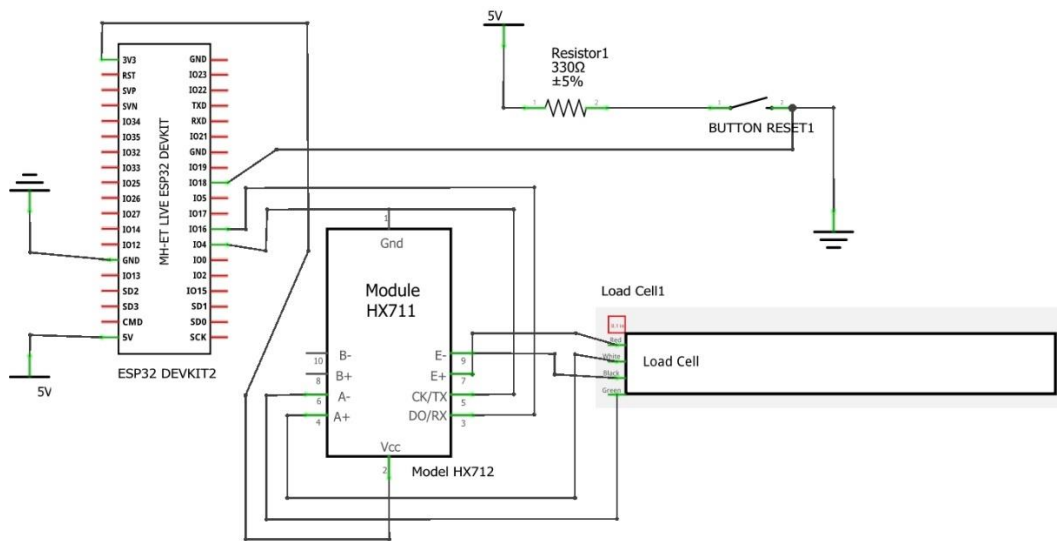 5V
Resistor1
330Ω
±5%
1
2
1
2
BUTTON RESET1
3V3
RST
SVP
SVN
IO34
IO35
IO32
IO33
IO25
IO26
IO27
IO14
IO12
GND
IO13
SD2
SD3
CMD
5V
MH-ET LIVE ESP32 DEVKIT
GND
IO23
IO22
TXD
RXD
IO21
GND
IO19
IO18
IO5
IO17
IO16
IO4
IO0
IO2
IO15
SD1
SD0
SCK
ESP32 DEVKIT2
5V
1
Gnd
Module
HX711
10 B-
8 B+
6 A-
4 A+
E- 9
E+ 7
CK/TX 5
DO/RX 3
Vcc
2
Model HX712
Load Cell1
Red
White
Black
Green
Load Cell